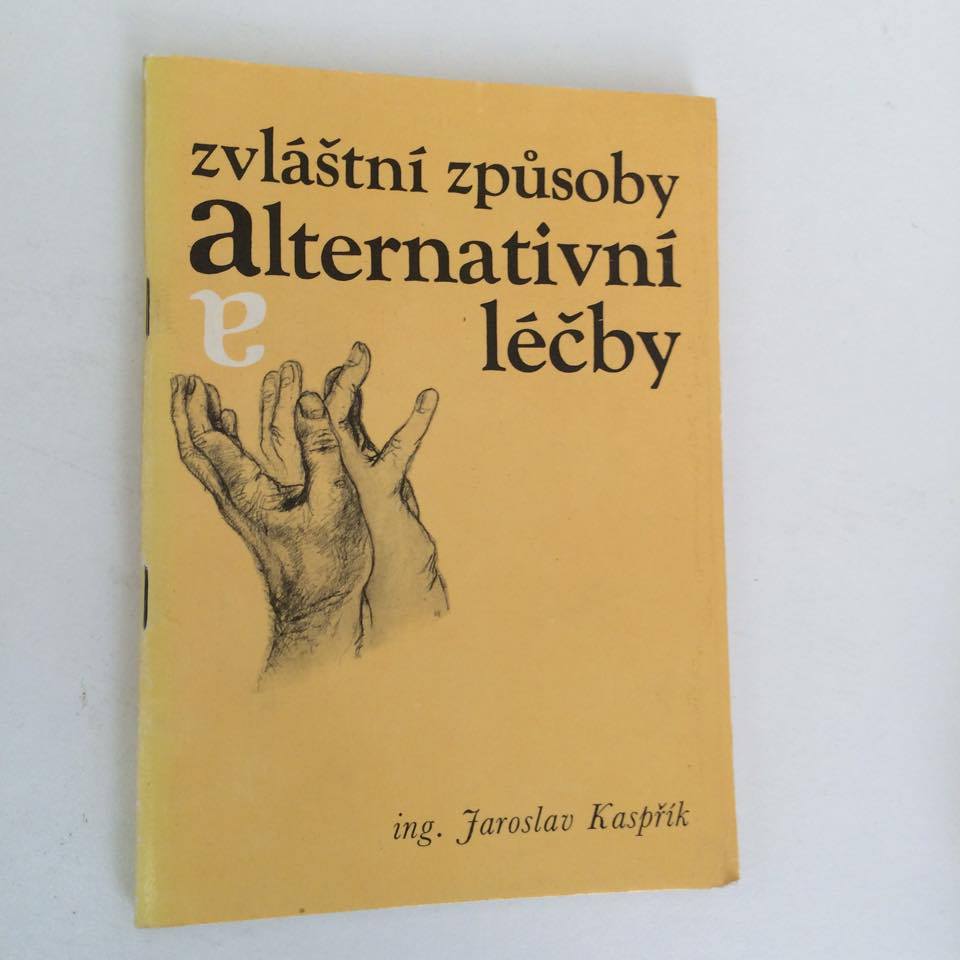 zvláštní způsoby
alternativní
a
léčby
ing. Jaroslav Kaspřík